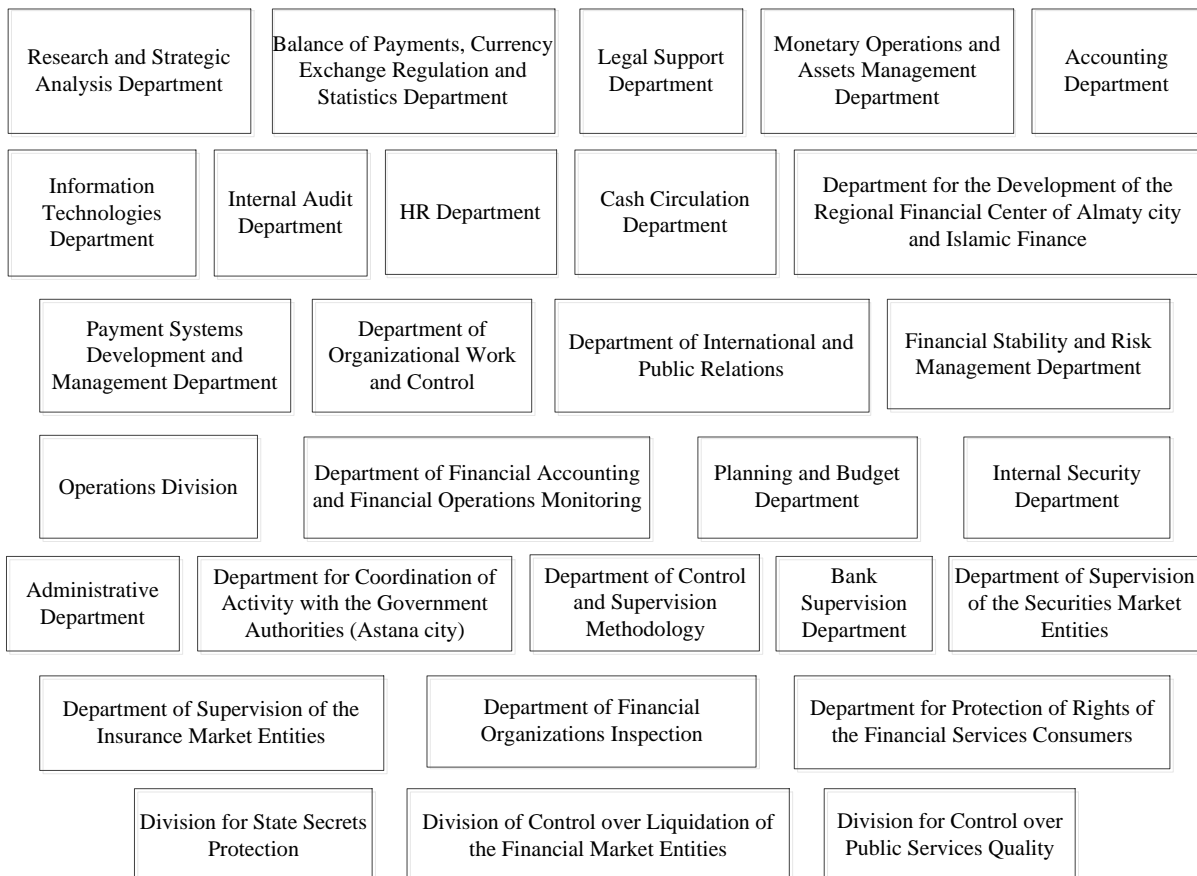 Research and Strategic
Analysis Department
Balance of Payments, Currency
Exchange Regulation and
Statistics Department
Legal Support
Department
Monetary Operations and
Assets Management
Department
Accounting
Department
Information
Technologies
Department
Internal Audit
Department
HR Department
Cash Circulation
Department
Department for the Development of the
Regional Financial Center of Almaty city
and Islamic Finance
Payment Systems
Development and
Management Department
Department of
Organizational Work
and Control
Department of International and
Public Relations
Financial Stability and Risk
Management Department
Operations Division
Department of Financial Accounting
and Financial Operations Monitoring
Planning and Budget
Department
Internal Security
Department
Administrative
Department
Department for Coordination of
Activity with the Government
Authorities (Astana city)
Department of Control
and Supervision
Methodology
Bank
Supervision
Department
Department of Supervision
of the Securities Market
Entities
Department of Supervision of the
Insurance Market Entities
Department of Financial
Organizations Inspection
Department for Protection of Rights of
the Financial Services Consumers
Division for State Secrets
Protection
Division of Control over Liquidation of
the Financial Market Entities
Division for Control over
Public Services Quality